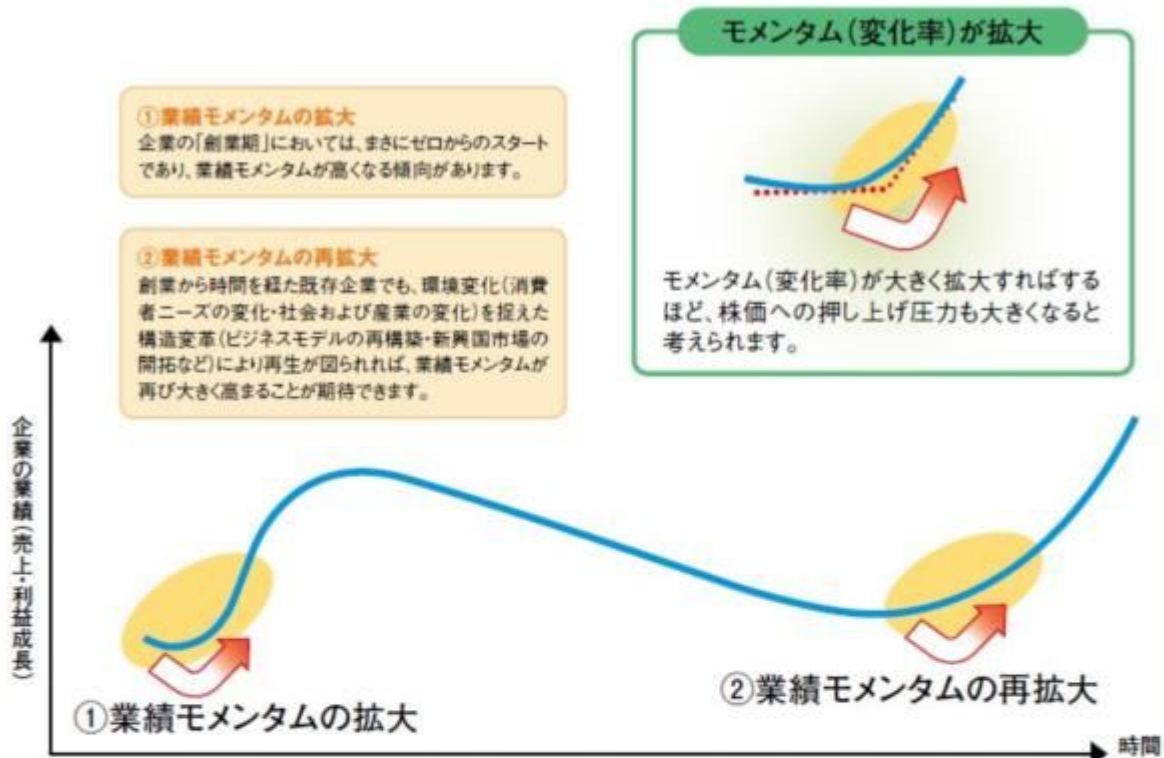 モメンタム(変化率)が拡大
モメンタム(変化率)が大きく拡大すればする
ほど、株価への押し上げ圧力も大きくなると
考えられます。
①業績モメンタムの拡大
企業の「創業期」においては、まさにゼロからのスタート
であり、業績モメンタムが高くなる傾向があります。
②業績モメンタムの再拡大
創業から時間を経た既存企業でも、環境変化(消費
者ニーズの変化・社会および産業の変化)を捉えた
構造変革(ビジネスモデルの再構築・新興国市場の
開拓など)により再生が図られれば、業績モメンタムが
再び大きく高まることが期待できます。
企業の業績(売上・利益成長)
①業績モメンタムの拡大
②業績モメンタムの再拡大
時間